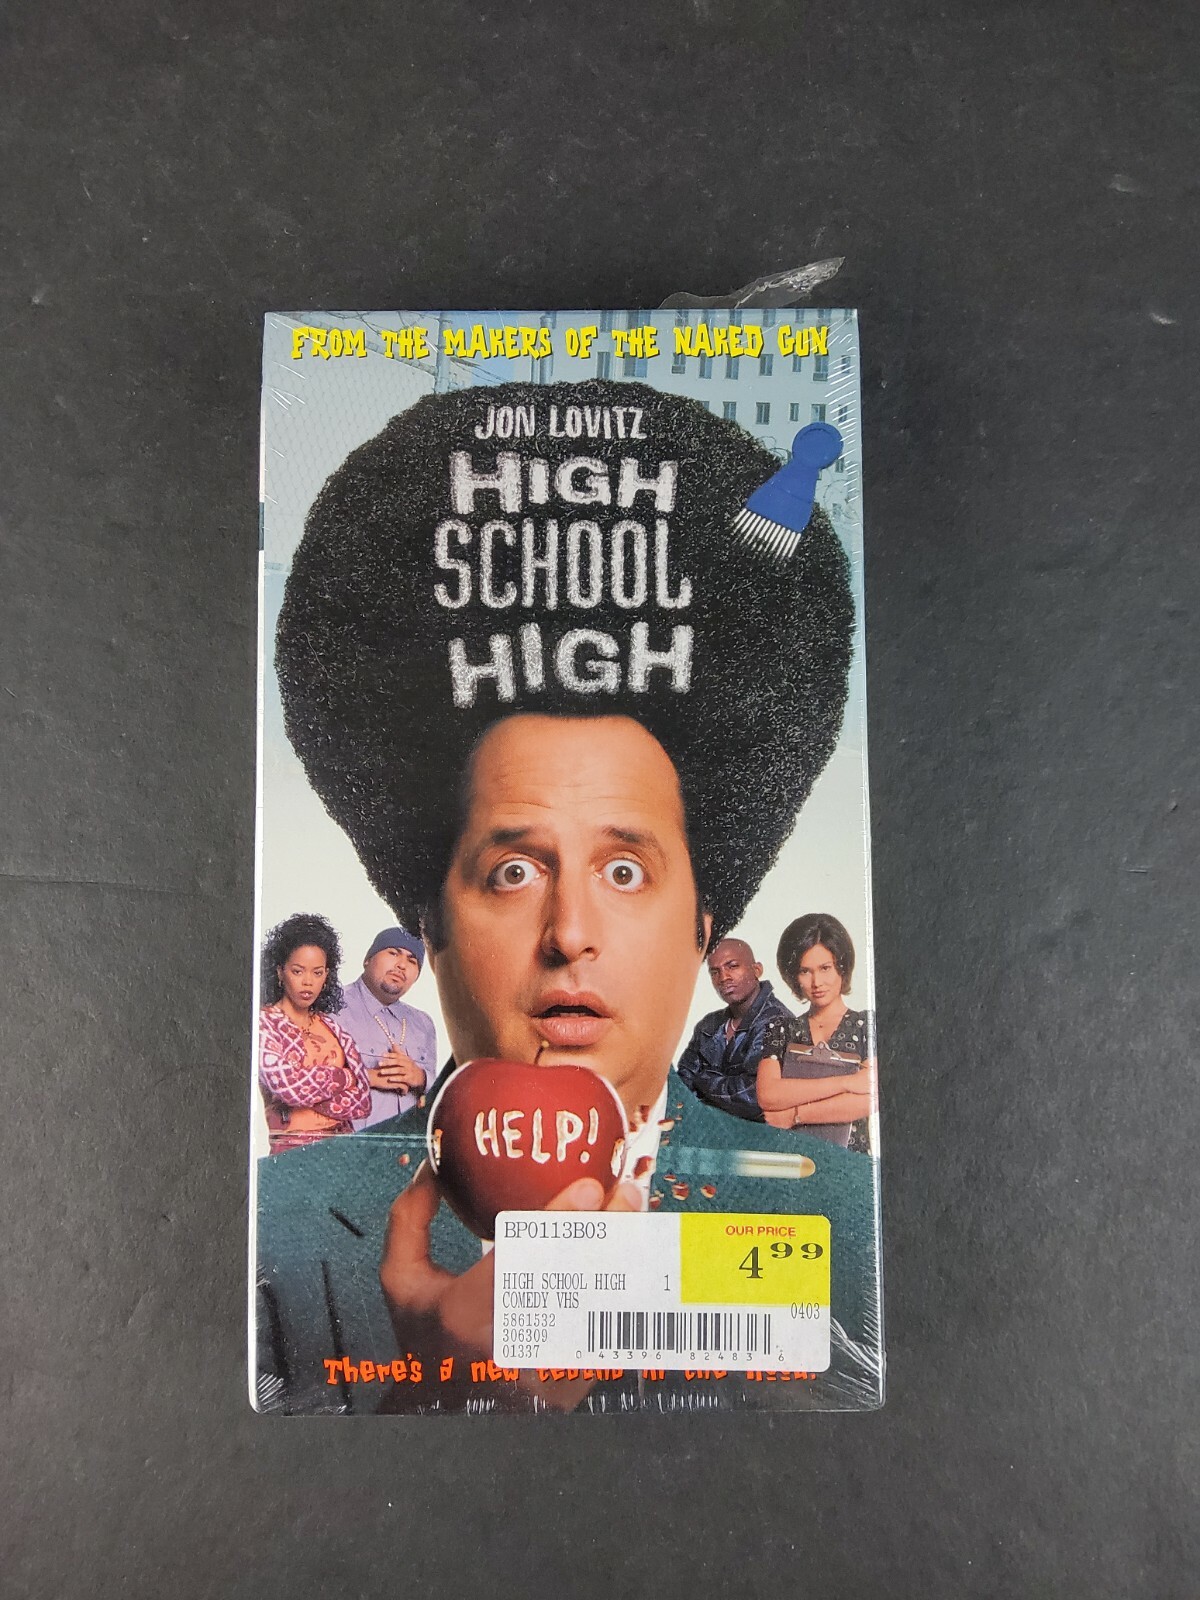 FROM THE MAKERS OF THE NAKED GUN
JON LOVITZ
HIGH
SCHOOL
HIGH
HELP!
BP0113B03
OUR PRICE
4 99
HIGH SCHOOL HIGH 1
COMEDY VHS
0403
5861532
306309
01337
0 43396 82483 6
There's a new